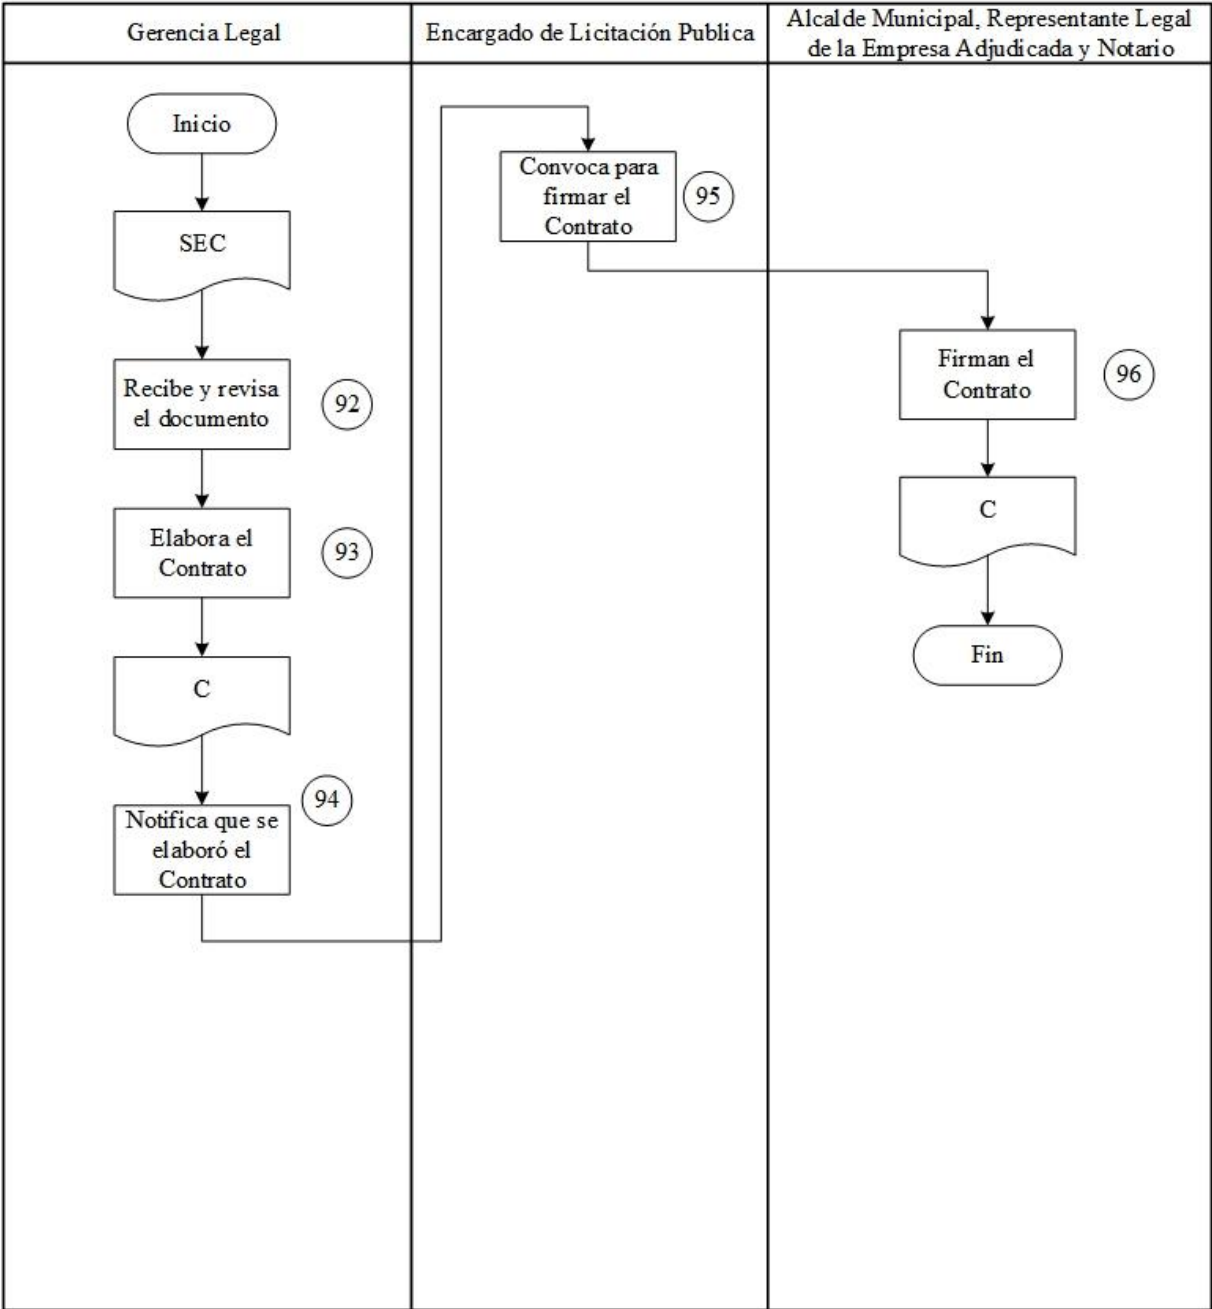 Gerencia Legal
Encargado de Licitación Publica
Alcalde Municipal, Representante Legal
de la Empresa Adjudicada y Notario
Inicio
SEC
Recibe y revisa
el documento
92
Elabora el
Contrato
93
C
94
Notifica que se
elaboró el
Contrato
Convoca para
firmar el
Contrato
95
Firman el
Contrato
96
C
Fin